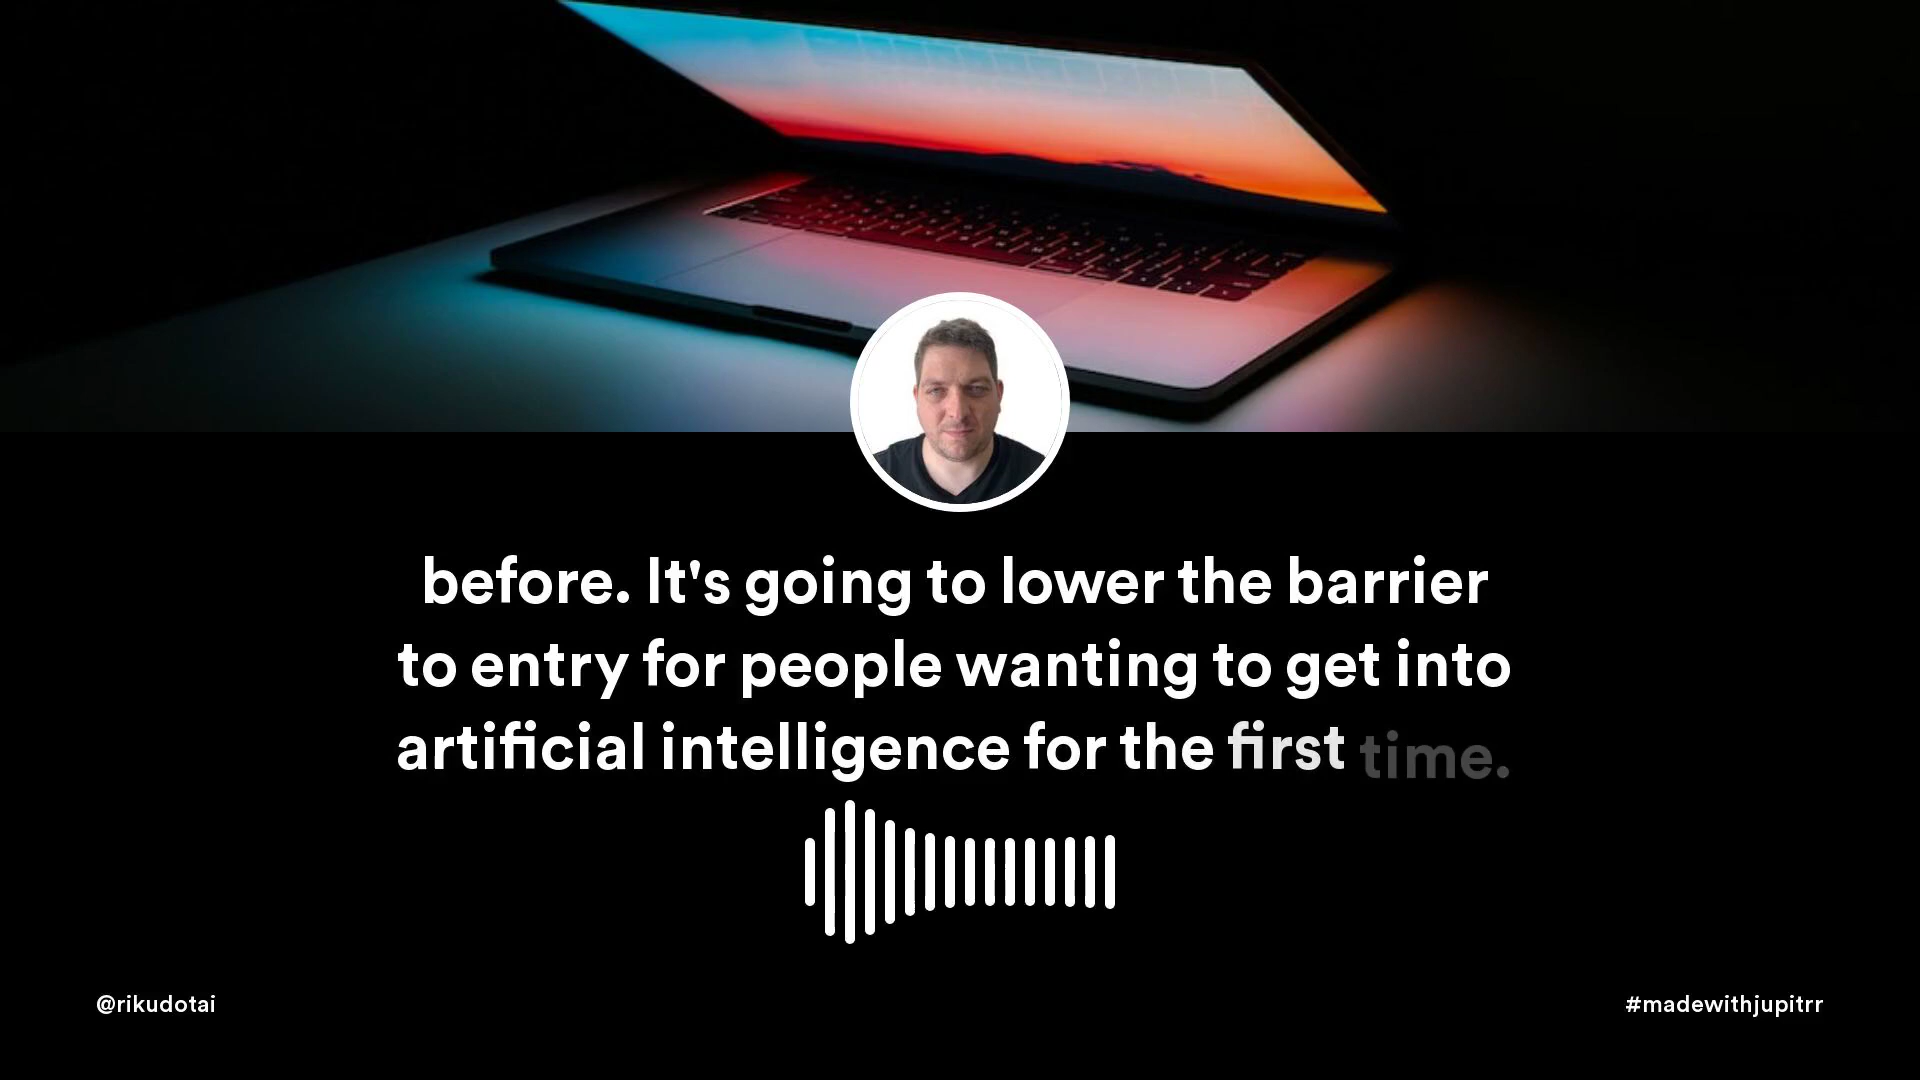 before. It's going to lower the barrier
to entry for people wanting to get into
artificial intelligence for the first time.
@rikudotai
#madewithjupitrr